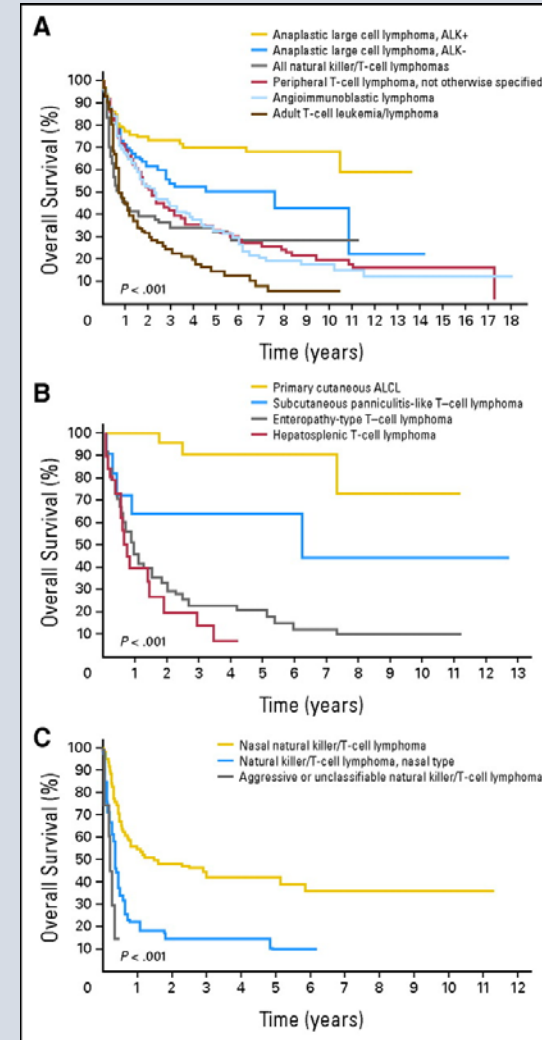 A
Anaplastic large cell lymphoma, ALK+
Anaplastic large cell lymphoma, ALK-
All natural killer/T-cell lymphomas
Peripheral T-cell lymphoma, not otherwise specified
Angioimmunoblastic lymphoma
Adult T-cell leukemia/lymphoma
Overall Survival (%)
100
90
80
70
60
50
40
30
20
10
P < .001
0 1 2 3 4 5 6 7 8 9 10 11 12 13 14 15 16 17 18
Time (years)
B
Primary cutaneous ALCL
Subcutaneous panniculitis-like T–cell lymphoma
Enteropathy-type T–cell lymphoma
Hepatosplenic T-cell lymphoma
Overall Survival (%)
100
90
80
70
60
50
40
30
20
10
P < .001
0 1 2 3 4 5 6 7 8 9 10 11 12 13
Time (years)
C
Nasal natural killer/T-cell lymphoma
Natural killer/T-cell lymphoma, nasal type
Aggressive or unclassifiable natural killer/T-cell lymphoma
Overall Survival (%)
100
90
80
70
60
50
40
30
20
10
P < .001
0 1 2 3 4 5 6 7 8 9 10 11 12
Time (years)